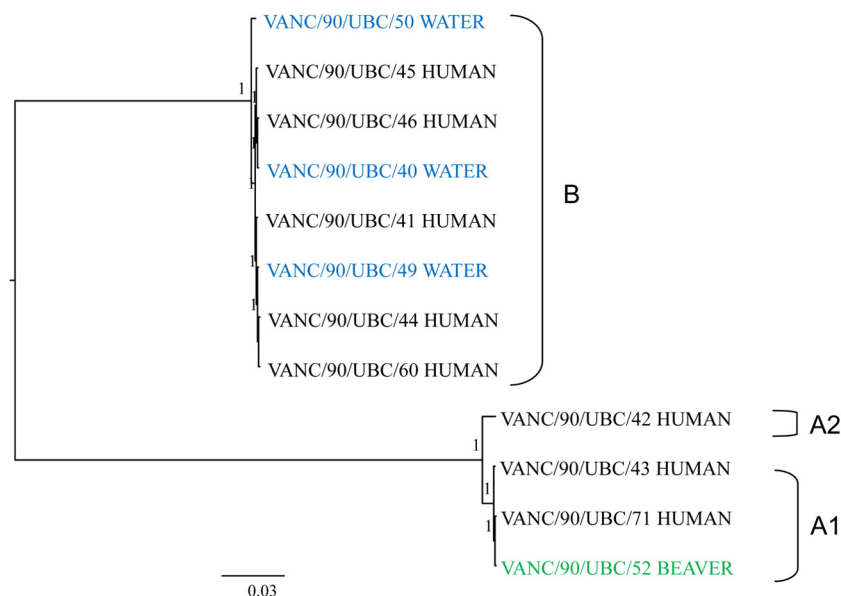 VANC/90/UBC/50 WATER
VANC/90/UBC/45 HUMAN
VANC/90/UBC/46 HUMAN
VANC/90/UBC/40 WATER
VANC/90/UBC/41 HUMAN
VANC/90/UBC/49 WATER
VANC/90/UBC/44 HUMAN
VANC/90/UBC/60 HUMAN
B
1
1
1
1
1
1
VANC/90/UBC/42 HUMAN
A2
1
VANC/90/UBC/43 HUMAN
1
VANC/90/UBC/71 HUMAN
1
A1
VANC/90/UBC/52 BEAVER
0.03